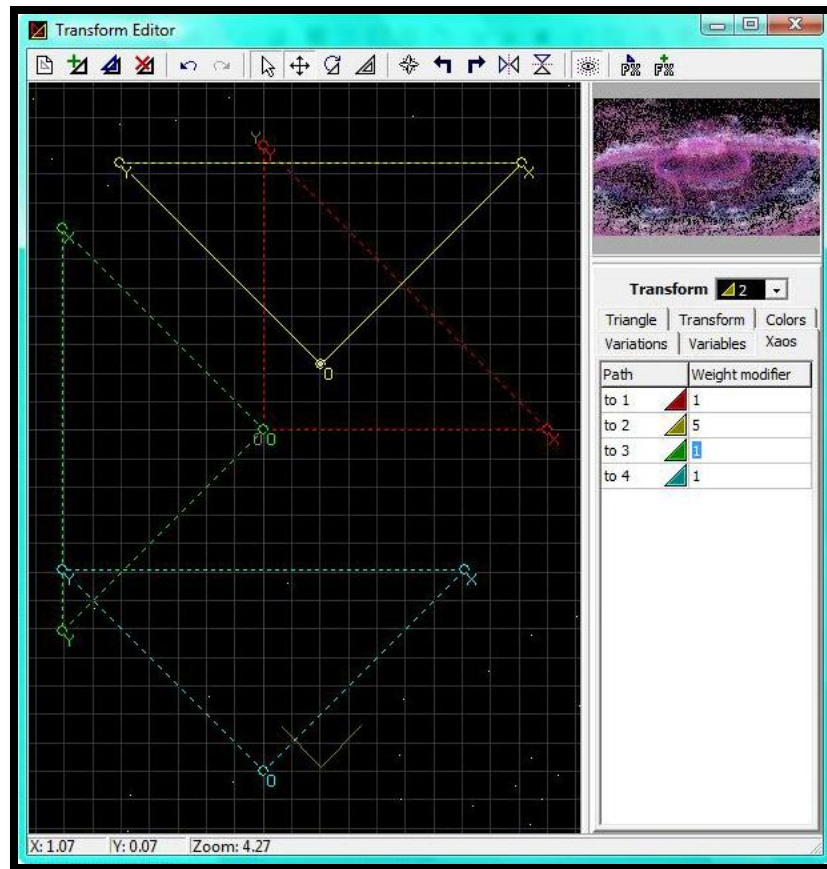 Transform Editor
Y
Y
Y
X
X
O
O O
X
Y
X
Y
O
Transform 2
Triangle Transform Colors
Variations Variables Xaos
Path Weight modifier
to 1 1
to 2 5
to 3 1
to 4 1
X: 1.07 Y: 0.07 Zoom: 4.27